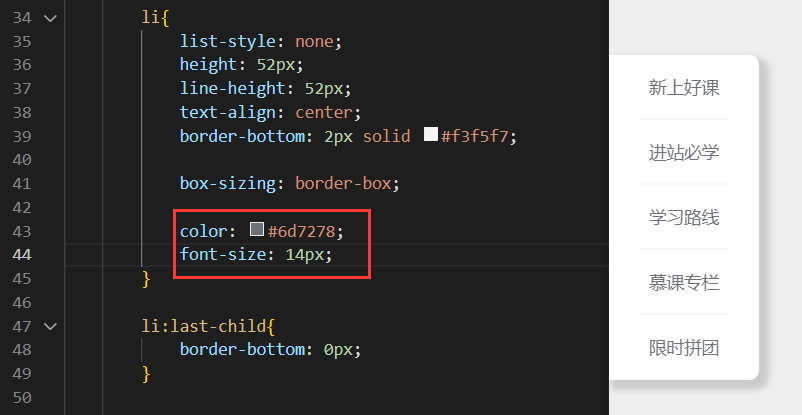 34 li{
35 list-style: none;
36 height: 52px;
37 line-height: 52px;
38 text-align: center;
39 border-bottom: 2px solid #f3f5f7;
40
41 box-sizing: border-box;
42
43 color: #6d7278;
44 font-size: 14px;
45 }
46
47 li:last-child{
48 border-bottom: 0px;
49 }
50
新上好课
进站必学
学习路线
慕课专栏
限时拼团